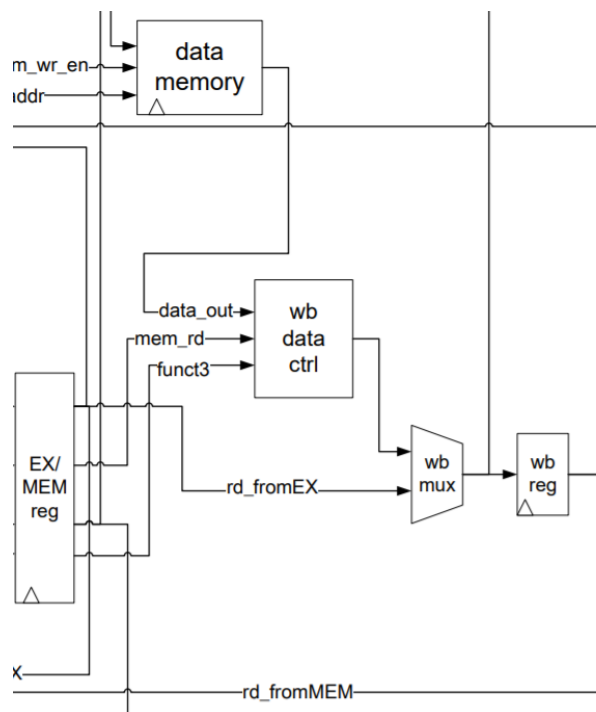 data
memory
m_wr_en
addr
data_out
mem_rd
funct3
wb
data
ctrl
EX/
MEM
reg
rd_fromEX
wb
mux
wb
reg
X
rd_fromMEM